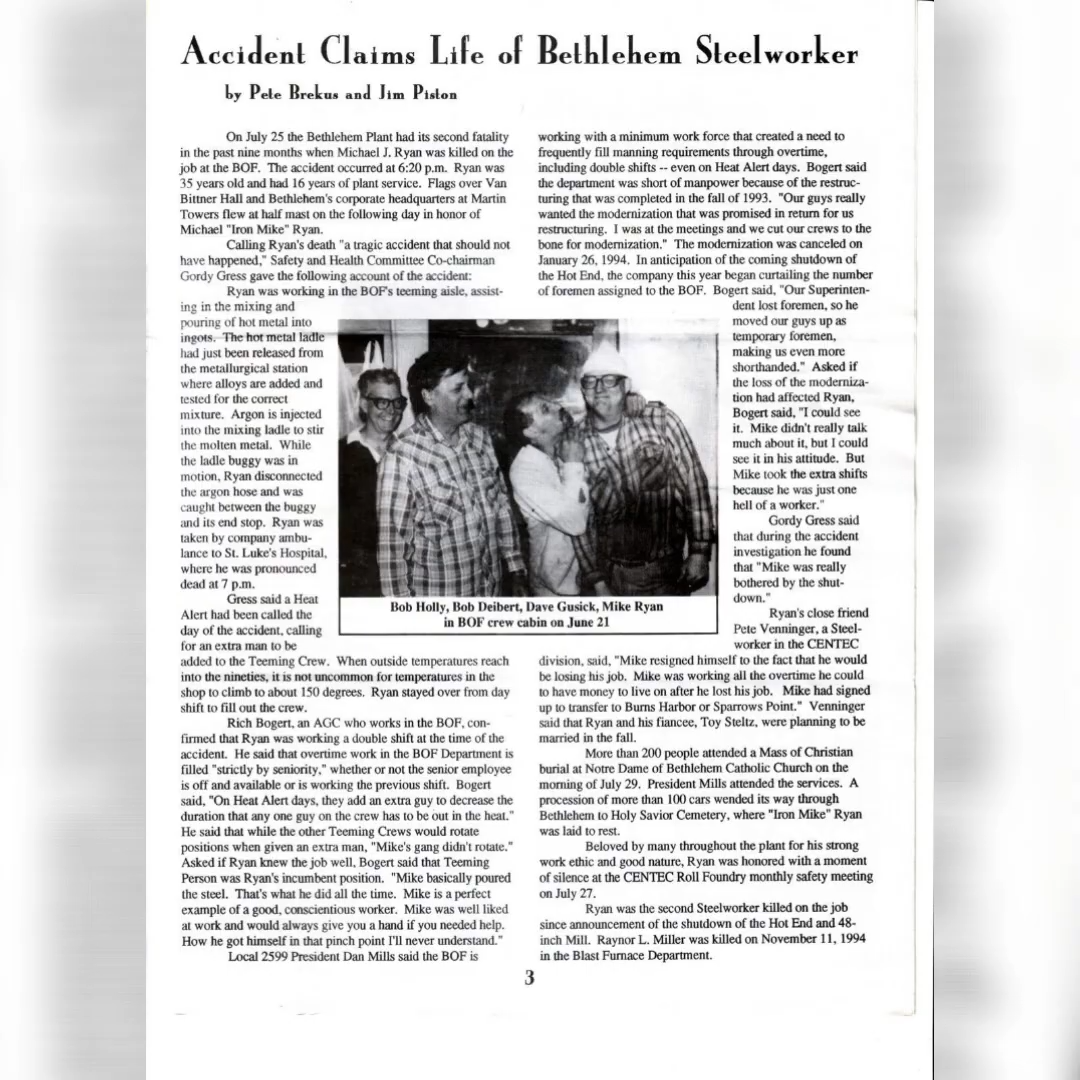 Accident Claims Life of Bethlehem Steelworker
by Pete Brekus and Jim Piston
On July 25 the Bethlehem Plant had its second fatality
in the past nine months when Michael J. Ryan was killed on the
job at the BOF. The accident occurred at 6:20 p.m. Ryan was
35 years old and had 16 years of plant service. Flags over Van
Bittner Hall and Bethlehem's corporate headquarters at Martin
Towers flew at half mast on the following day in honor of
Michael "Iron Mike" Ryan.
Calling Ryan's death "a tragic accident that should not
have happened," Safety and Health Committee Co-chairman
Gordy Gress gave the following account of the accident:
Ryan was working in the BOF's teeming aisle, assist-
ing in the mixing and
pouring of hot metal into
ingots. The hot metal ladle
had just been released from
the metallurgical station
where alloys are added and
tested for the correct
mixture. Argon is injected
into the mixing ladle to stir
the molten metal. While
the ladle buggy was in
motion, Ryan disconnected
the argon hose and was
caught between the buggy
and its end stop. Ryan was
taken by company ambu-
lance to St. Luke's Hospital,
where he was pronounced
dead at 7 p.m.
Gress said a Heat
Alert had been called the
day of the accident, calling
for an extra man to be
added to the Teeming Crew. When outside temperatures reach
into the nineties, it is not uncommon for temperatures in the
shop to climb to about 150 degrees. Ryan stayed over from day
shift to fill out the crew.
Rich Bogert, an AGC who works in the BOF, con-
firmed that Ryan was working a double shift at the time of the
accident. He said that overtime work in the BOF Department is
filled "strictly by seniority," whether or not the senior employee
is off and available or is working the previous shift. Bogert
said, "On Heat Alert days, they add an extra guy to decrease the
duration that any one guy on the crew has to be out in the heat."
He said that while the other Teeming Crews would rotate
positions when given an extra man, "Mike's gang didn't rotate."
Asked if Ryan knew the job well, Bogert said that Teeming
Person was Ryan's incumbent position. "Mike basically poured
the steel. That's what he did all the time. Mike is a perfect
example of a good, conscientious worker. Mike was well liked
at work and would always give you a hand if you needed help.
How he got himself in that pinch point I'll never understand."
Local 2599 President Dan Mills said the BOF is
working with a minimum work force that created a need to
frequently fill manning requirements through overtime,
including double shifts -- even on Heat Alert days. Bogert said
the department was short of manpower because of the restruc-
turing that was completed in the fall of 1993. "Our guys really
wanted the modernization that was promised in return for us
restructuring. I was at the meetings and we cut our crews to the
bone for modernization." The modernization was canceled on
January 26, 1994. In anticipation of the coming shutdown of
the Hot End, the company this year began curtailing the number
of foremen assigned to the BOF. Bogert said, "Our Superinten-
dent lost foremen, so he
moved our guys up as
temporary foremen,
making us even more
shorthanded." Asked if
the loss of the moderniza-
tion had affected Ryan,
Bogert said, "I could see
it. Mike didn't really talk
much about it, but I could
see it in his attitude. But
Mike took the extra shifts
because he was just one
hell of a worker."
Gordy Gress said
that during the accident
investigation he found
that "Mike was really
bothered by the shut-
down."
Ryan's close friend
Pete Venninger, a Steel-
worker in the CENTEC
division, said, "Mike resigned himself to the fact that he would
be losing his job. Mike was working all the overtime he could
to have money to live on after he lost his job. Mike had signed
up to transfer to Burns Harbor or Sparrows Point." Venninger
said that Ryan and his fiancee, Toy Steltz, were planning to be
married in the fall.
More than 200 people attended a Mass of Christian
burial at Notre Dame of Bethlehem Catholic Church on the
morning of July 29. President Mills attended the services. A
procession of more than 100 cars wended its way through
Bethlehem to Holy Savior Cemetery, where "Iron Mike" Ryan
was laid to rest.
Beloved by many throughout the plant for his strong
work ethic and good nature, Ryan was honored with a moment
of silence at the CENTEC Roll Foundry monthly safety meeting
on July 27.
Ryan was the second Steelworker killed on the job
since announcement of the shutdown of the Hot End and 48-
inch Mill. Raynor L. Miller was killed on November 11, 1994
in the Blast Furnace Department.
Bob Holly, Bob Deibert, Dave Gusick, Mike Ryan
in BOF crew cabin on June 21
3